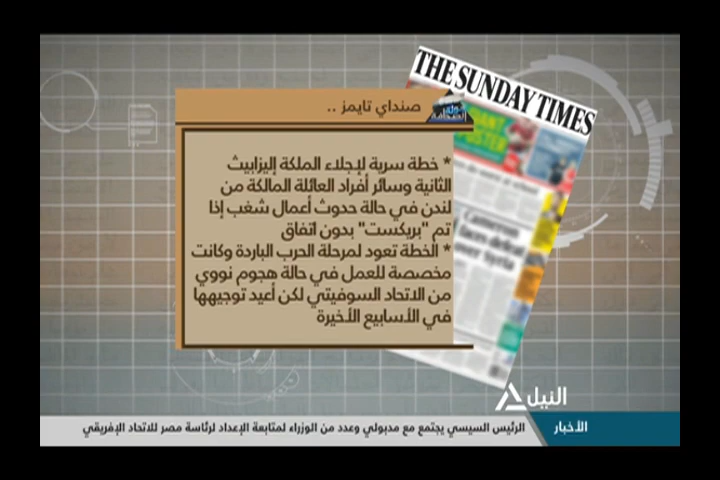 THE SUNDAY TIMES
صنداي تايمز ..
* خطة سرية لإجلاء الملكة إليزابيث
الثانية وسائر أفراد العائلة المالكة من
لندن في حالة حدوث أعمال شغب إذا
تم "بريكست" بدون اتفاق
* الخطة تعود لمرحلة الحرب الباردة وكانت
مخصصة للعمل في حالة هجوم نووي
من الاتحاد السوفيتي لكن أعيد توجيهها
في الأسابيع الأخيرة
النيل
الأخبار
الرئيس السيسي يجتمع مع مدبولي وعدد من الوزراء لمتابعة الإعداد لرئاسة مصر للاتحاد الإفريقي